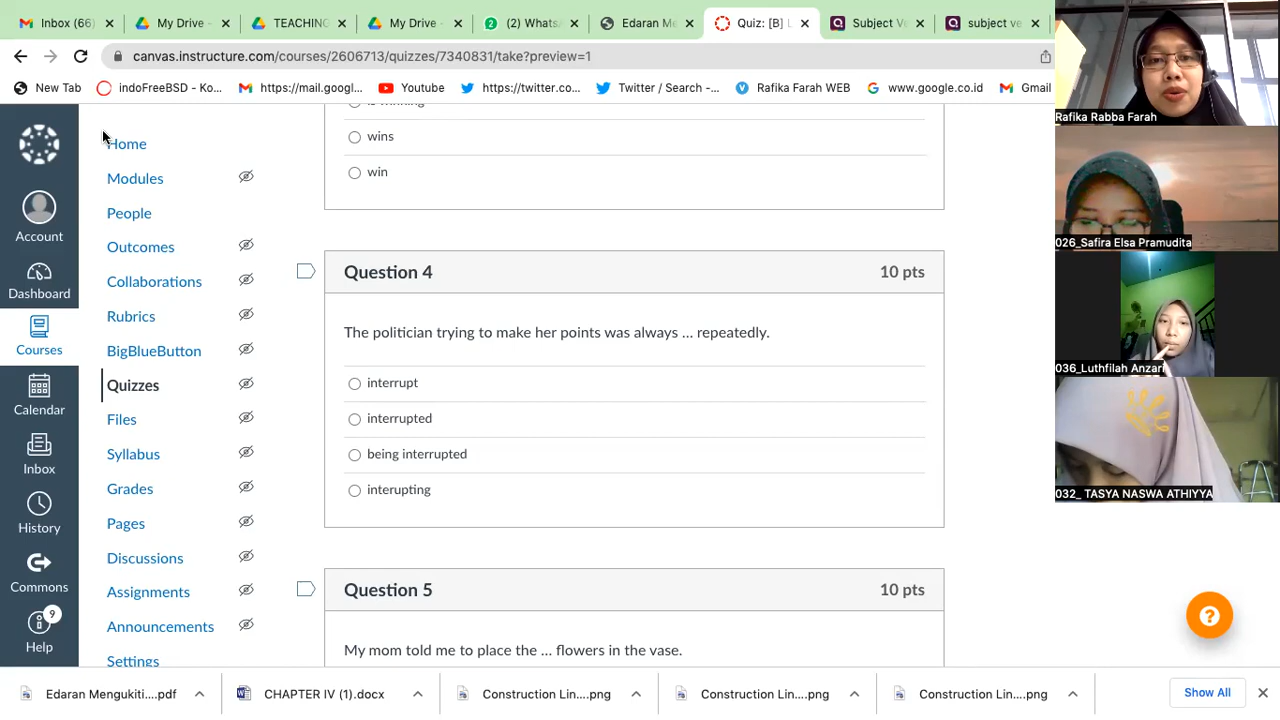 Inbox (66)
My Drive -
TEACHING
My Drive -
(2) Whats
Edaran Me
Quiz: [B] L
Subject Ve
subject ve
canvas.instructure.com/courses/2606713/quizzes/7340831/take?preview=1
New Tab
indoFreeBSD - Ko...
https://mail.googl...
Youtube
https://twitter.co...
Twitter / Search -...
Rafika Farah WEB
www.google.co.id
Gmail
Account
Dashboard
Courses
Calendar
Inbox
History
Commons
9
Help
Home
Modules
People
Outcomes
Collaborations
Rubrics
BigBlueButton
Quizzes
Files
Syllabus
Grades
Pages
Discussions
Assignments
Announcements
Settings
is winning
wins
win
Question 4
10 pts
The politician trying to make her points was always ... repeatedly.
interrupt
interrupted
being interrupted
interupting
Question 5
10 pts
My mom told me to place the ... flowers in the vase.
Rafika Rabba Farah
026_Safira Elsa Pramudita
036_Luthfilah Anzari
032_ TASYA NASWA ATHIYYA
Edaran Mengukiti....pdf
CHAPTER IV (1).docx
Construction Lin....png
Construction Lin....png
Construction Lin....png
Show All